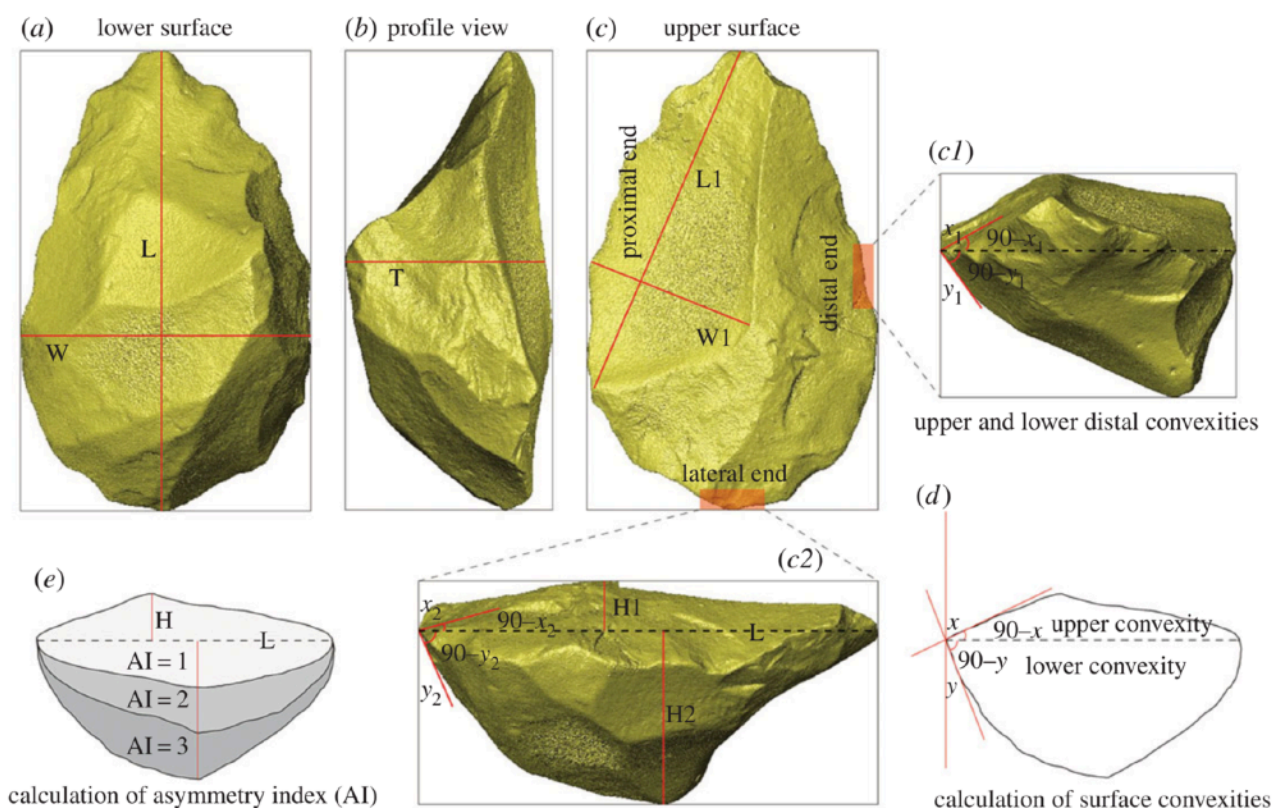 (a) lower surface
(b) profile view
(c) upper surface
L
W
T
proximal end
L1
W1
distal end
lateral end
(c1)
x₁
90–x₁
90–y₁
y₁
upper and lower distal convexities
(c2)
x₂
90–x₂
H1
L
90–y₂
y₂
H2
(d)
x
90–x
upper convexity
90–y
lower convexity
y
calculation of surface convexities
(e)
H
L
AI = 1
AI = 2
AI = 3
calculation of asymmetry index (AI)